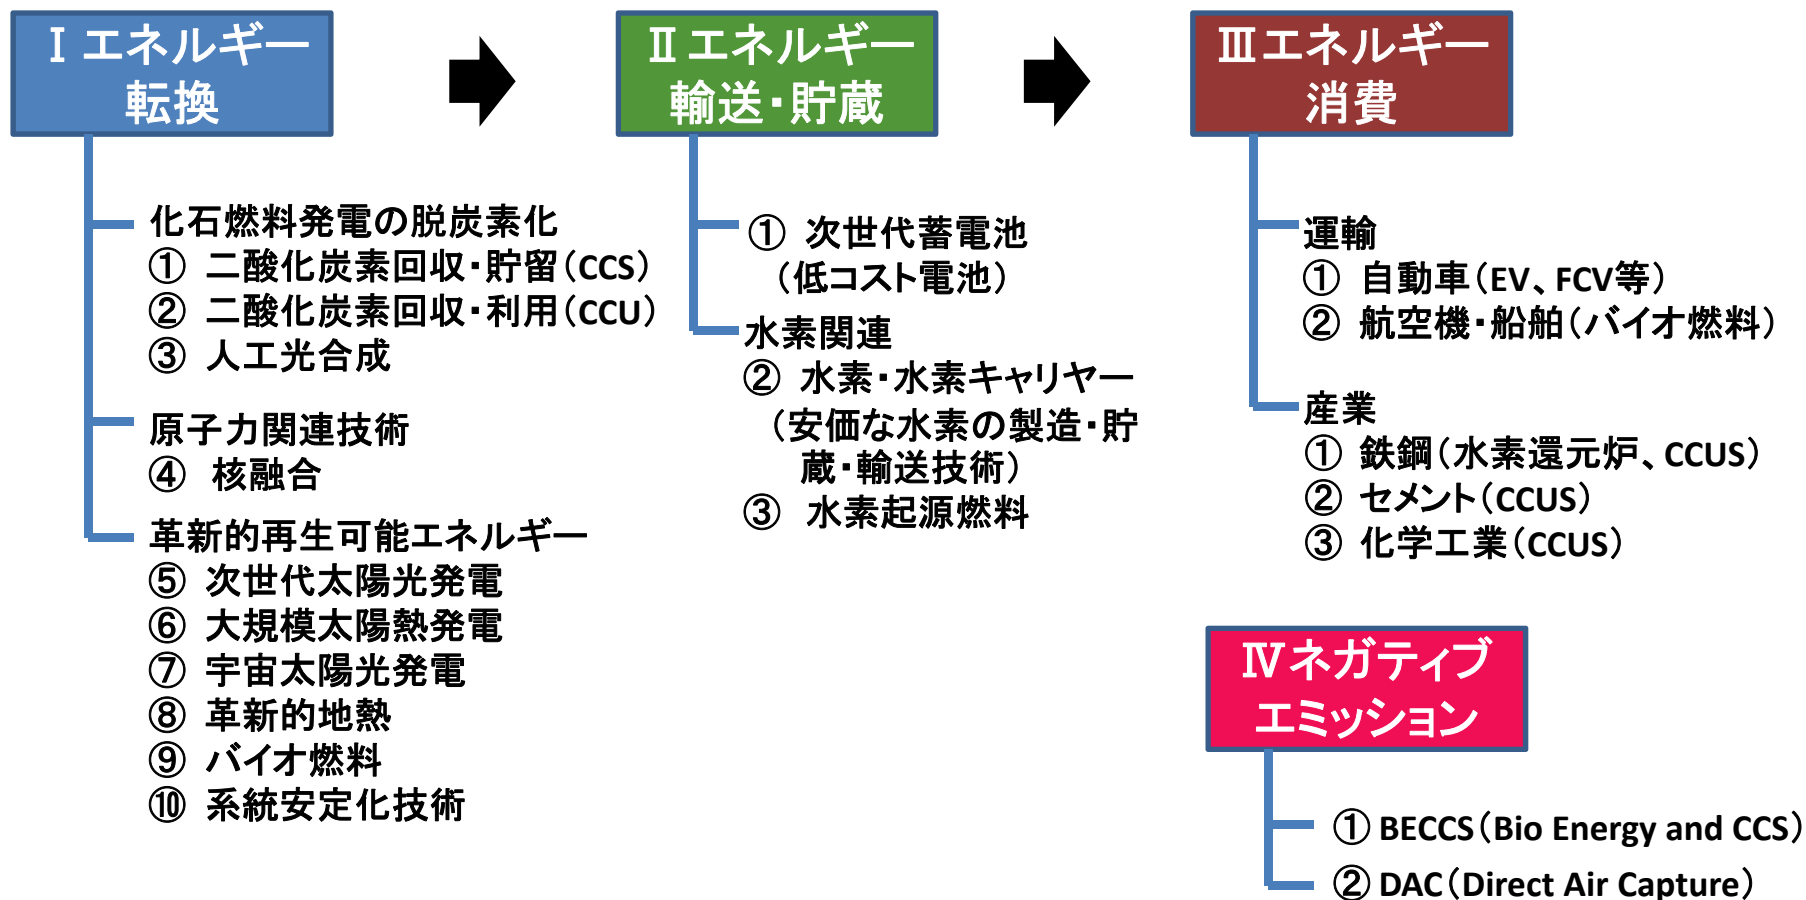 Ⅰエネルギー
転換
化石燃料発電の脱炭素化
① 二酸化炭素回収・貯留（CCS）
② 二酸化炭素回収・利用（CCU）
③ 人工光合成
原子力関連技術
④ 核融合
革新的再生可能エネルギー
⑤ 次世代太陽光発電
⑥ 大規模太陽熱発電
⑦ 宇宙太陽光発電
⑧ 革新的地熱
⑨ バイオ燃料
⑩ 系統安定化技術
Ⅱエネルギー
輸送・貯蔵
① 次世代蓄電池
（低コスト電池）
水素関連
② 水素・水素キャリヤー
（安価な水素の製造・貯
蔵・輸送技術）
③ 水素起源燃料
Ⅲエネルギー
消費
運輸
① 自動車（EV、FCV等）
② 航空機・船舶（バイオ燃料）
産業
① 鉄鋼（水素還元炉、CCUS）
② セメント（CCUS）
③ 化学工業（CCUS）
Ⅳネガティブ
エミッション
① BECCS（Bio Energy and CCS）
② DAC（Direct Air Capture）